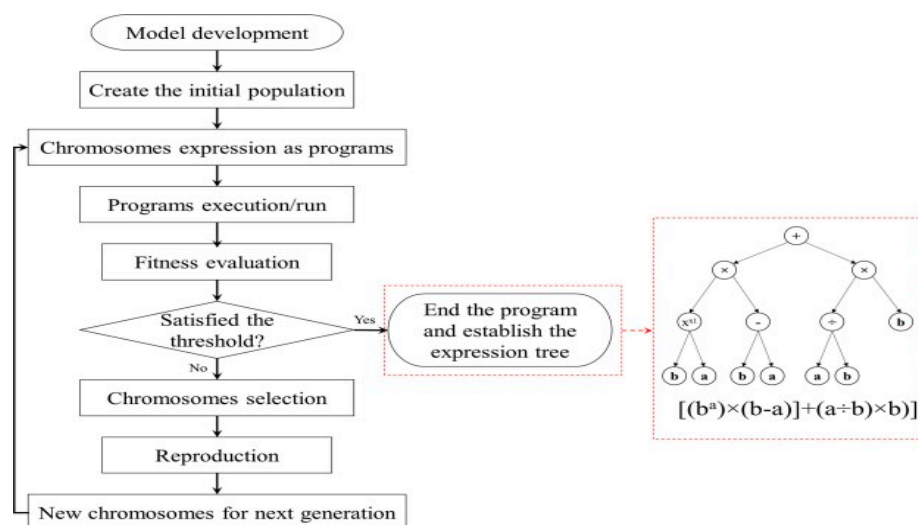 Model development
Create the initial population
Chromosomes expression as programs
Programs execution/run
Fitness evaluation
Satisfied the
threshold?
Yes
No
End the program
and establish the
expression tree
Chromosomes selection
Reproduction
New chromosomes for next generation
+
× ×
xˣˡ - ÷ b
b a b a a b
[(bᵃ)×(b-a)]+(a÷b)×b)]